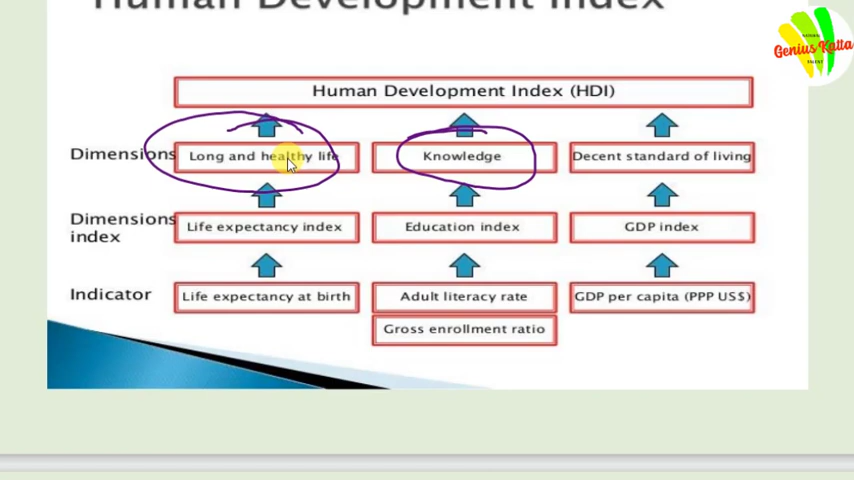 Human Development Index
NATURAL
Genius Katta
TALENT
Human Development Index (HDI)
Dimensions
Long and healthy life
Knowledge
Decent standard of living
Dimensions
index
Life expectancy index
Education index
GDP index
Indicator
Life expectancy at birth
Adult literacy rate
GDP per capita (PPP US$)
Gross enrollment ratio